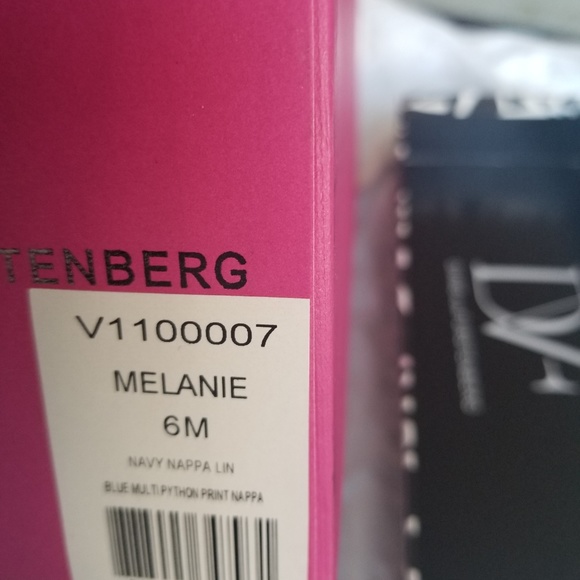 TENBERG
V1100007
MELANIE
6M
NAVY NAPPA LIN
BLUE MULTI PYTHON PRINT NAPPA